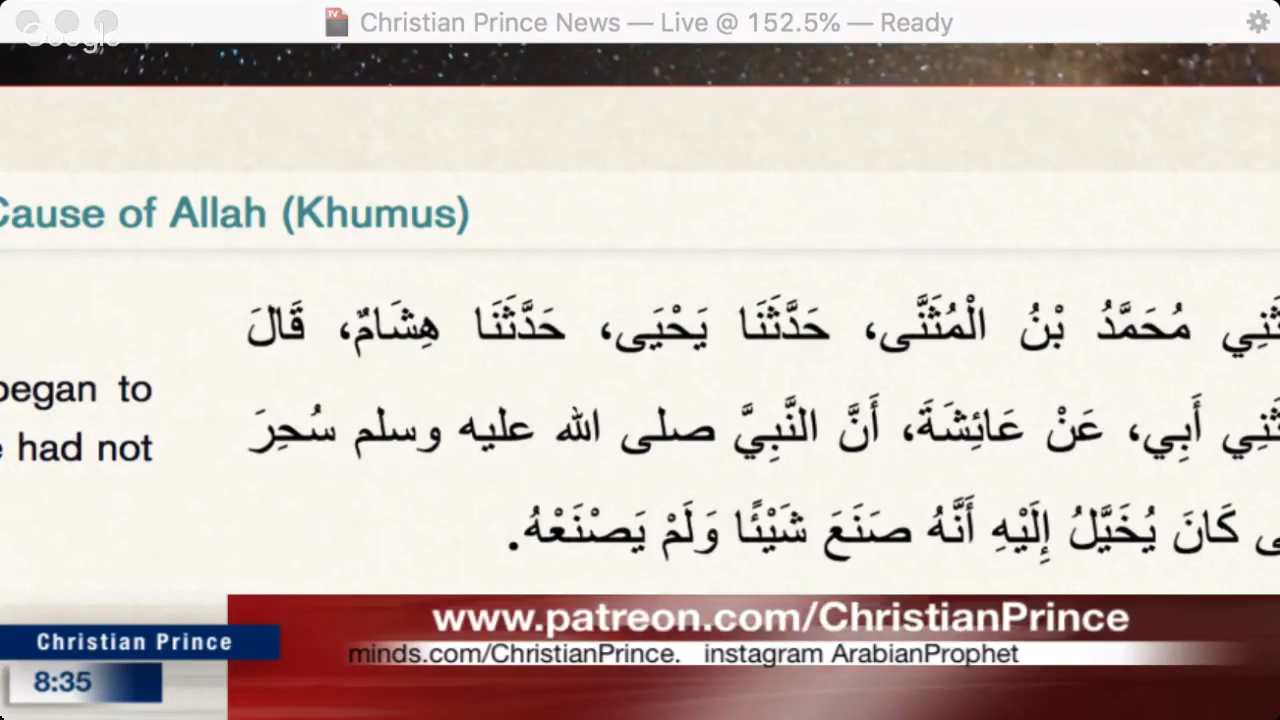 Google
Christian Prince News — Live @ 152.5% — Ready
Cause of Allah (Khumus)
مُحَمَّدُ بْنُ الْمُثَنَّى، حَدَّثَنَا يَحْيَى، حَدَّثَنَا هِشَامٌ، قَالَ
أَبِي، عَنْ عَائِشَةَ، أَنَّ النَّبِيَّ صلى الله عليه وسلم سُحِرَ
كَانَ يُخَيَّلُ إِلَيْهِ أَنَّهُ صَنَعَ شَيْئًا وَلَمْ يَصْنَعْهُ.
began to
had not
www.patreon.com/ChristianPrince
minds.com/ChristianPrince. instagram ArabianProphet
Christian Prince
8:35